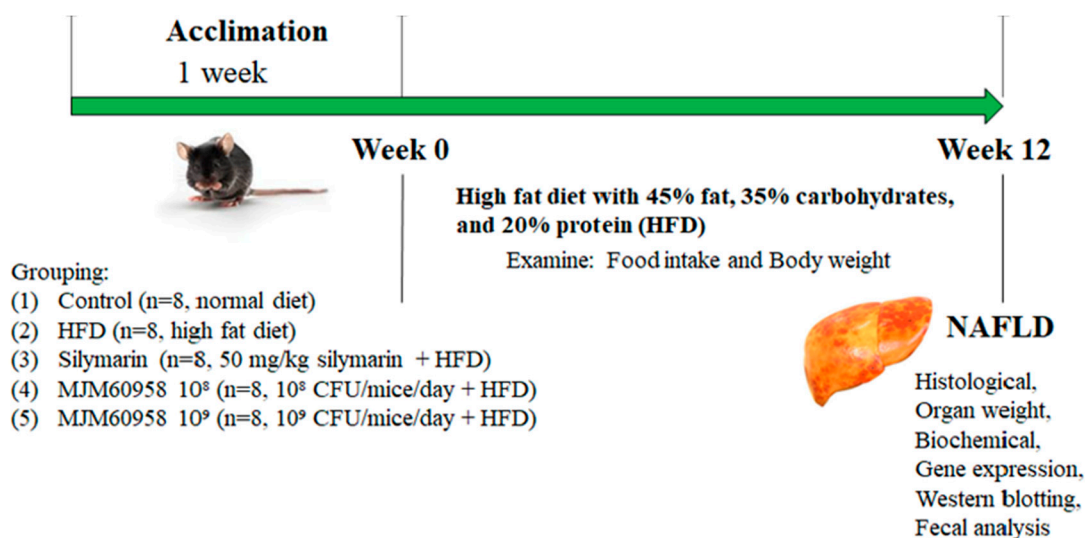 Acclimation
1 week
Week 0
Week 12
High fat diet with 45% fat, 35% carbohydrates,
and 20% protein (HFD)
Examine: Food intake and Body weight
Grouping:
(1) Control (n=8, normal diet)
(2) HFD (n=8, high fat diet)
(3) Silymarin (n=8, 50 mg/kg silymarin + HFD)
(4) MJM60958 10⁸ (n=8, 10⁸ CFU/mice/day + HFD)
(5) MJM60958 10⁹ (n=8, 10⁹ CFU/mice/day + HFD)
NAFLD
Histological,
Organ weight,
Biochemical,
Gene expression,
Western blotting,
Fecal analysis